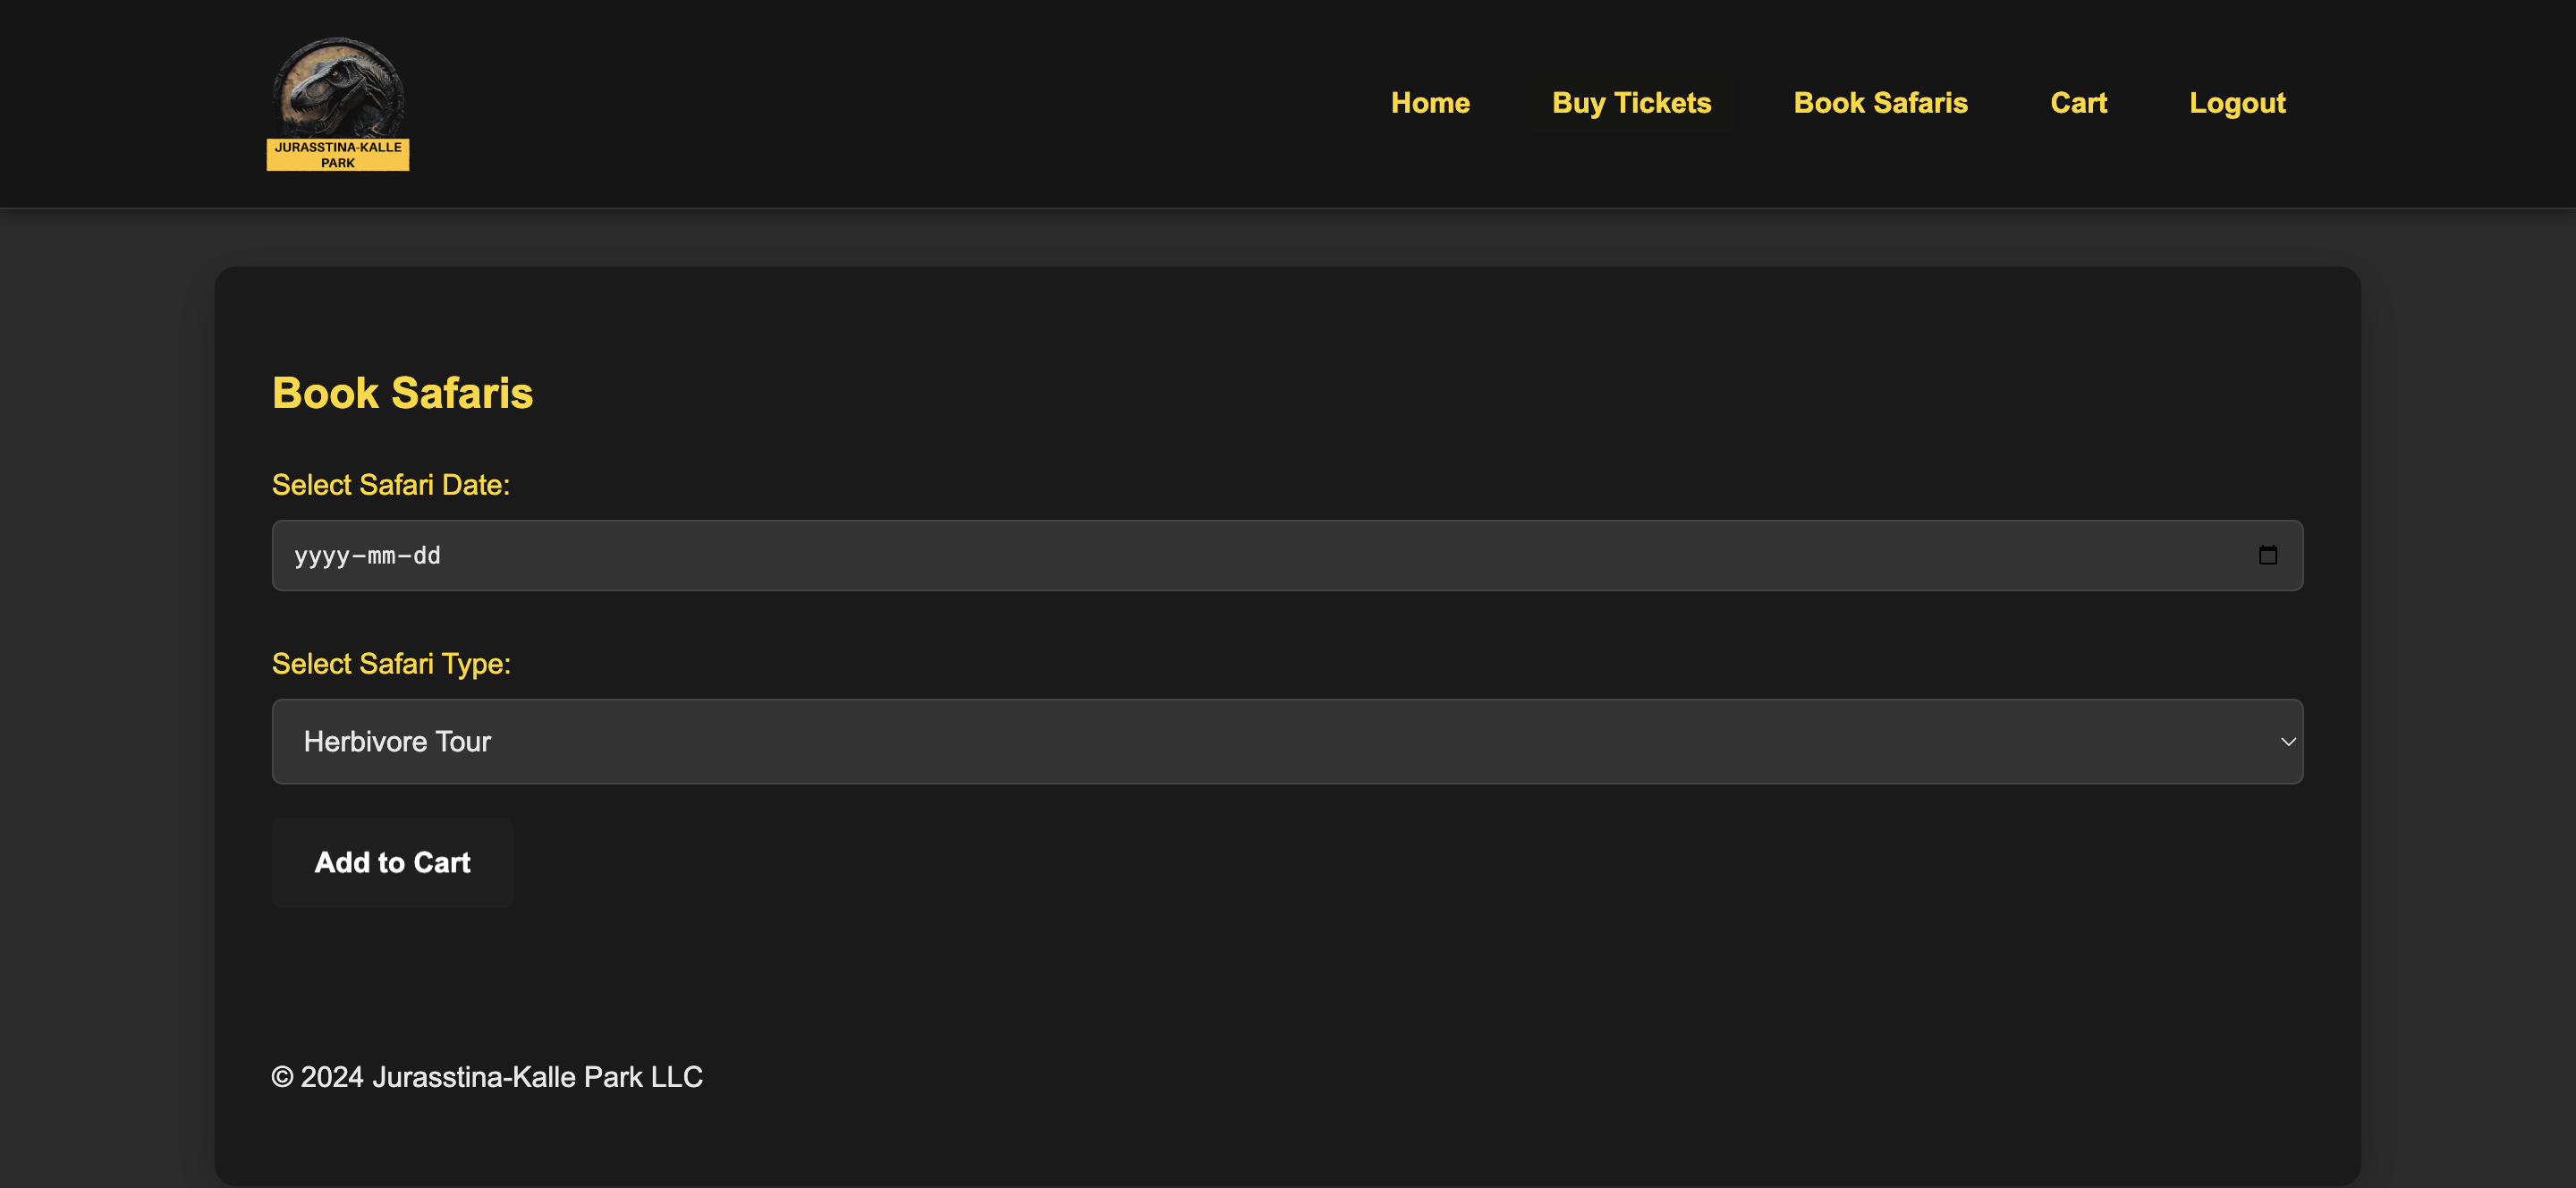 JURASSTINA-KALLE
PARK
Home
Buy Tickets
Book Safaris
Cart
Logout
Book Safaris
Select Safari Date:
yyyy-mm-dd
Select Safari Type:
Herbivore Tour
Add to Cart
© 2024 Jurasstina-Kalle Park LLC